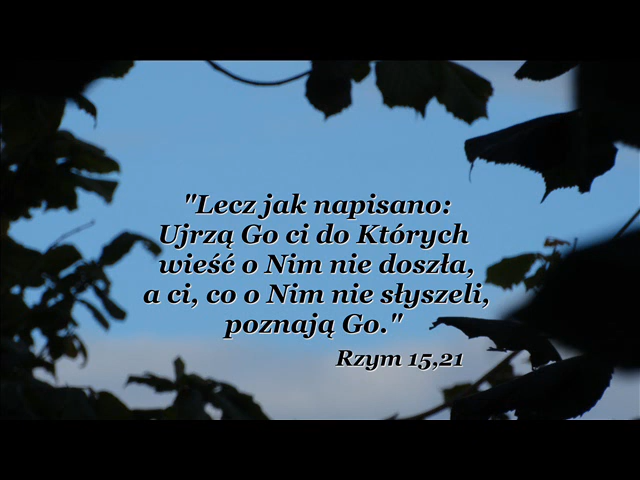 "Lecz jak napisano:
Ujrzą Go ci do Których
wieść o Nim nie doszła,
a ci, co o Nim nie słyszeli,
poznają Go."
Rzym 15,21